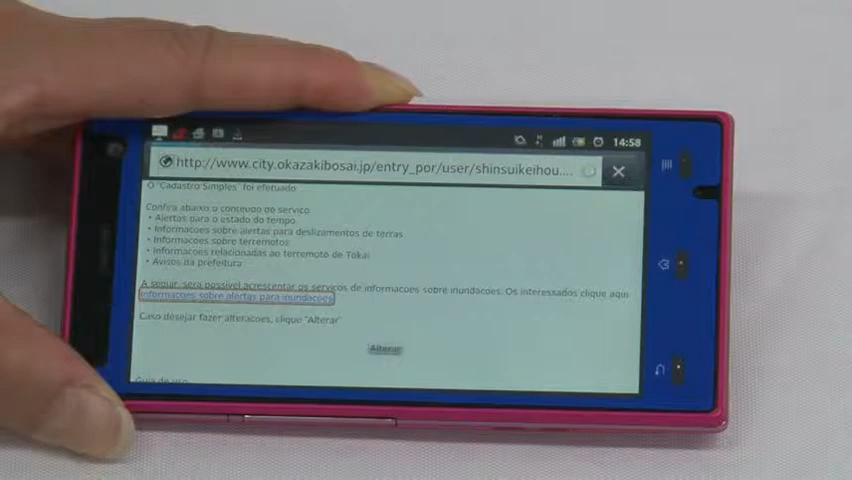 14:58
http://www.city.okazakibosai.jp/entry_por/user/shinsuikeihou....
O "Cadastro Simples" foi efetuado
Confira abaixo o conteudo do servico
• Alertas para o estado do tempo
• Informacoes sobre alertas para deslizamentos de terras
• Informacoes sobre terremotos
• Informacoes relacionadas ao terremoto de Tokai
• Avisos da prefeitura
A seguir, sera possivel acrescentar os servicos de informacoes sobre inundacoes. Os interessados clique aqui
Informacoes sobre alertas para inundacoes
Caso desejar fazer alteracoes, clique "Alterar"
Alterar
Guia de uso